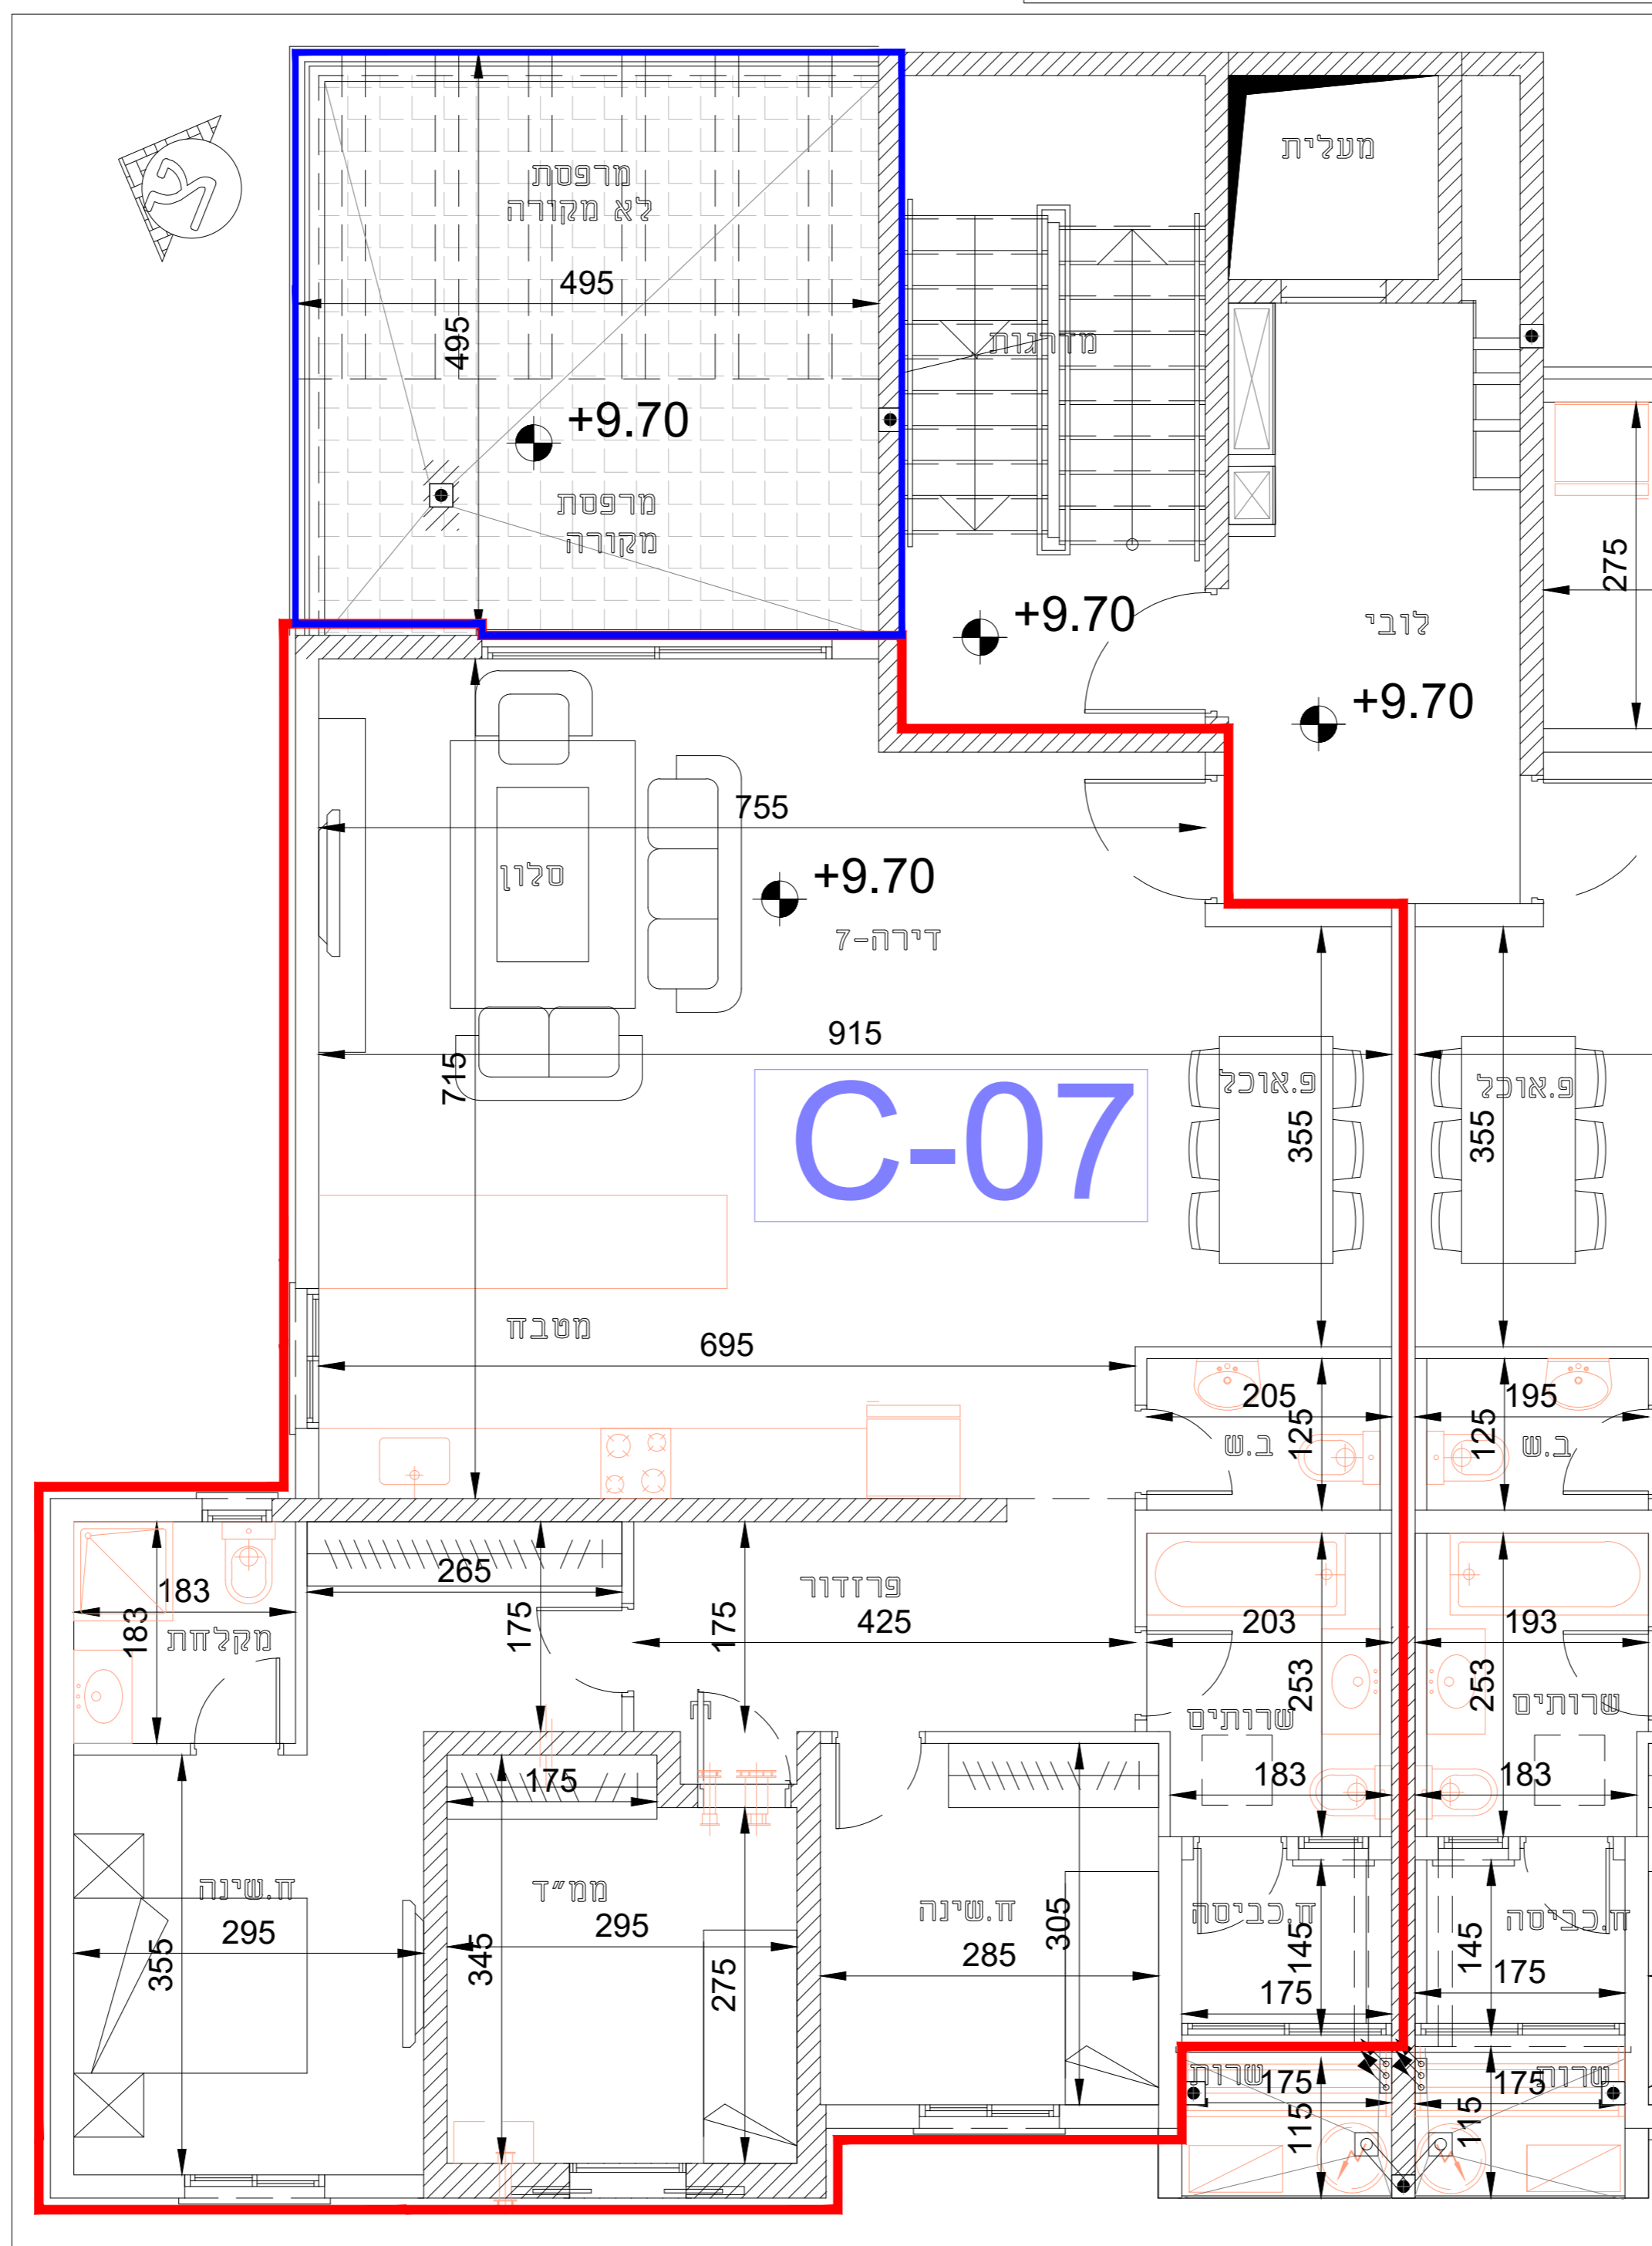 מעלית
מרפסת
לא מקורה
495
495
מדרגות
+9.70
מרפסת
מקורה
275
+9.70
לובי
+9.70
755
סלון
+9.70
דירה-7
915
715
C-07
פ.אוכל
פ.אוכל
355
355
מטבח
695
205
195
125
125
ב.ש
ב.ש
265
פרוזדור
183
183
מקלחת
175
175
425
203
193
253
253
שרותים
שרותים
175
183
183
ח.שינה
ממ"ד
ח.שינה
ח.כביסה
ח.כביסה
295
355
295
345
275
305
285
145
145
175
175
שרות
שרות
175
175
115
115